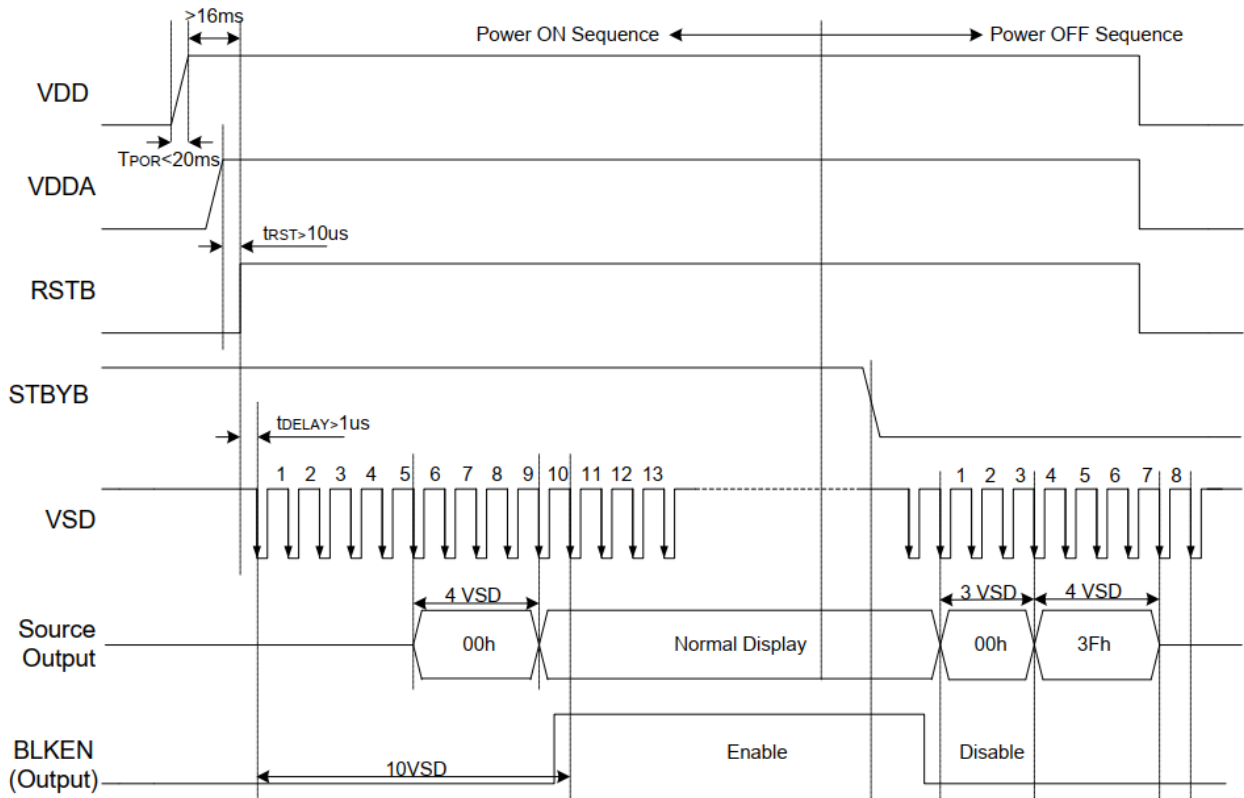 >16ms
Power ON Sequence
Power OFF Sequence
VDD
TPOR<20ms
VDDA
tRST>10us
RSTB
STBYB
tDELAY>1us
1 2 3 4 5 6 7 8 9 10 11 12 13
1 2 3 4 5 6 7 8
VSD
4 VSD
3 VSD
4 VSD
Source
Output
00h
Normal Display
00h
3Fh
BLKEN
(Output)
10VSD
Enable
Disable